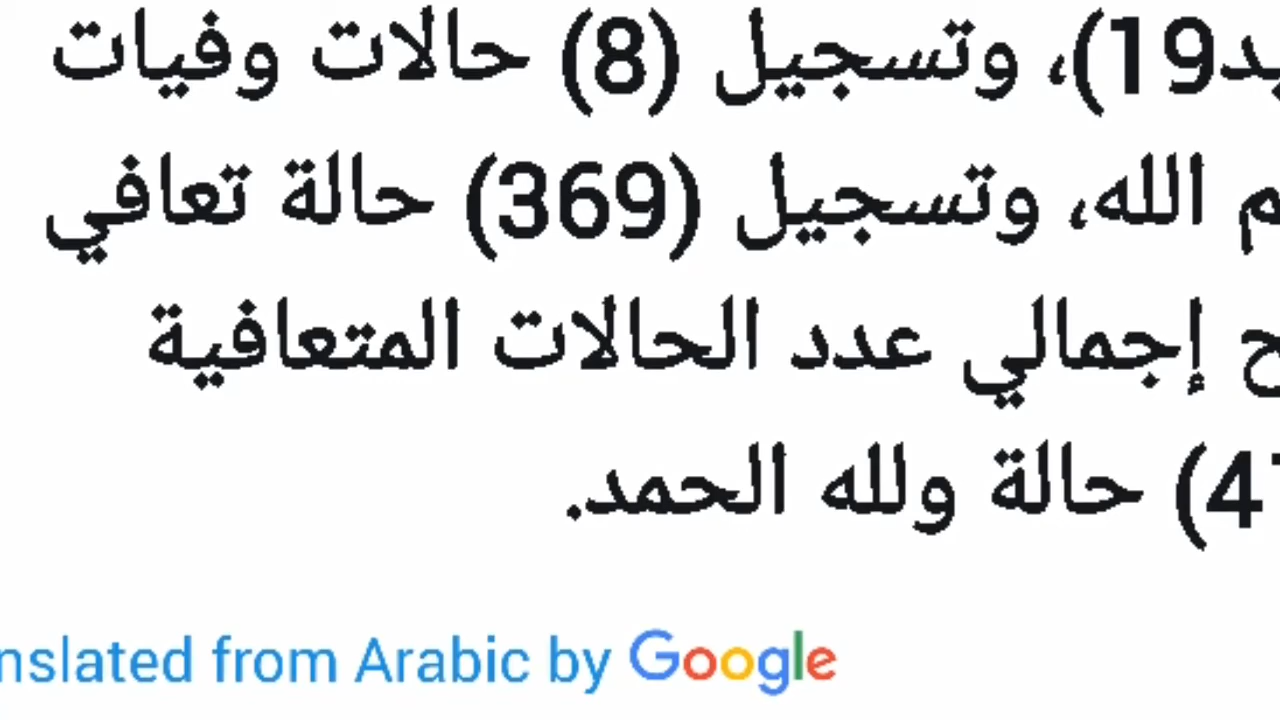 19)، وتسجيل (8) حالات وفيات
الله، وتسجيل (369) حالة تعافي
إجمالي عدد الحالات المتعافية
) حالة ولله الحمد.
from Arabic by Google